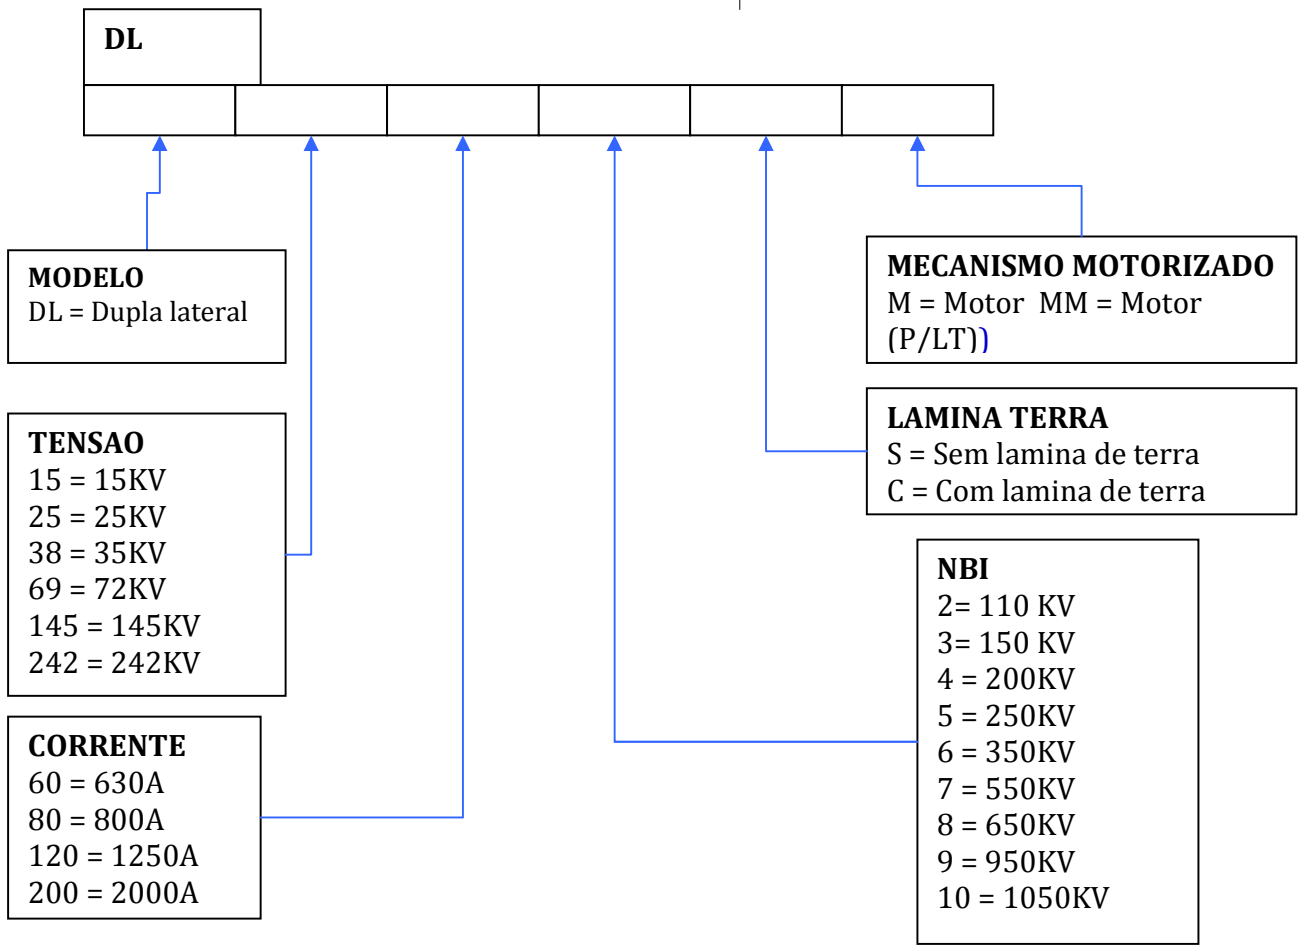 DL
MODELO
DL = Dupla lateral
TENSAO
15 = 15KV
25 = 25KV
38 = 35KV
69 = 72KV
145 = 145KV
242 = 242KV
CORRENTE
60 = 630A
80 = 800A
120 = 1250A
200 = 2000A
MECANISMO MOTORIZADO
M = Motor  MM = Motor
(P/LT))
LAMINA TERRA
S = Sem lamina de terra
C = Com lamina de terra
NBI
2= 110 KV
3= 150 KV
4 = 200KV
5 = 250KV
6 = 350KV
7 = 550KV
8 = 650KV
9 = 950KV
10 = 1050KV